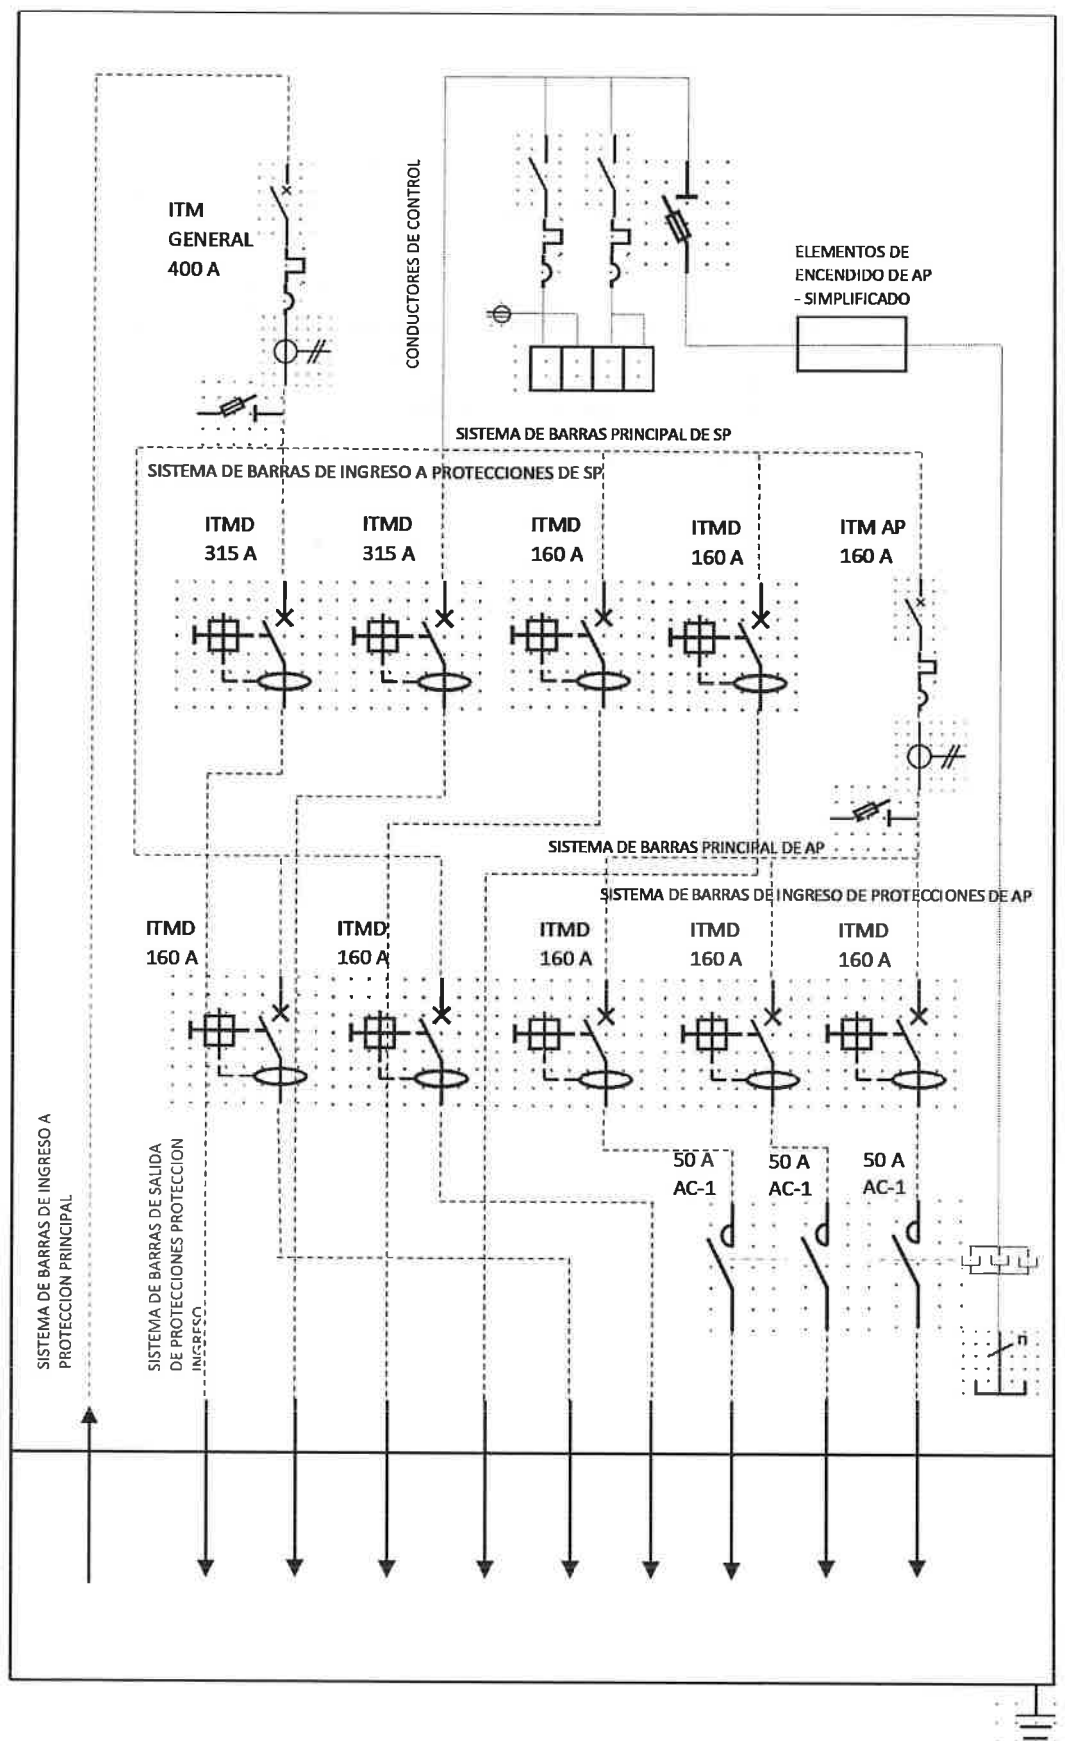 ITM
GENERAL
400 A
CONDUCTORES DE CONTROL
ELEMENTOS DE
ENCENDIDO DE AP
- SIMPLIFICADO
SISTEMA DE BARRAS PRINCIPAL DE SP
SISTEMA DE BARRAS DE INGRESO A PROTECCIONES DE SP
ITMD
315 A
ITMD
315 A
ITMD
160 A
ITMD
160 A
ITM AP
160 A
SISTEMA DE BARRAS PRINCIPAL DE AP
SISTEMA DE BARRAS DE INGRESO DE PROTECCIONES DE AP
ITMD
160 A
ITMD
160 A
ITMD
160 A
ITMD
160 A
ITMD
160 A
50 A
AC-1
50 A
AC-1
50 A
AC-1
SISTEMA DE BARRAS DE INGRESO A
PROTECCION PRINCIPAL
SISTEMA DE BARRAS DE SALIDA
DE PROTECCIONES PROTECCION
INGRESO
n